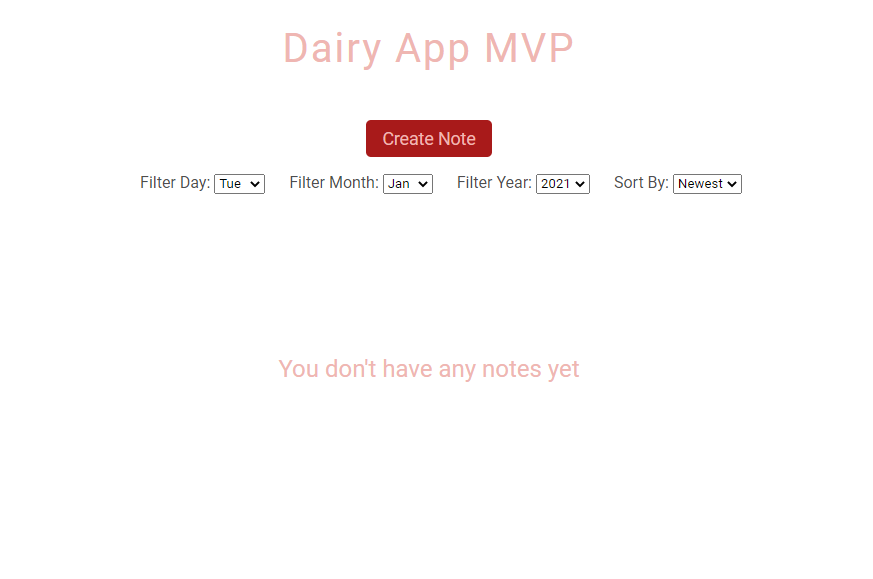 Dairy App MVP
Create Note
Filter Day: Tue Filter Month: Jan Filter Year: 2021 Sort By: Newest
You don't have any notes yet